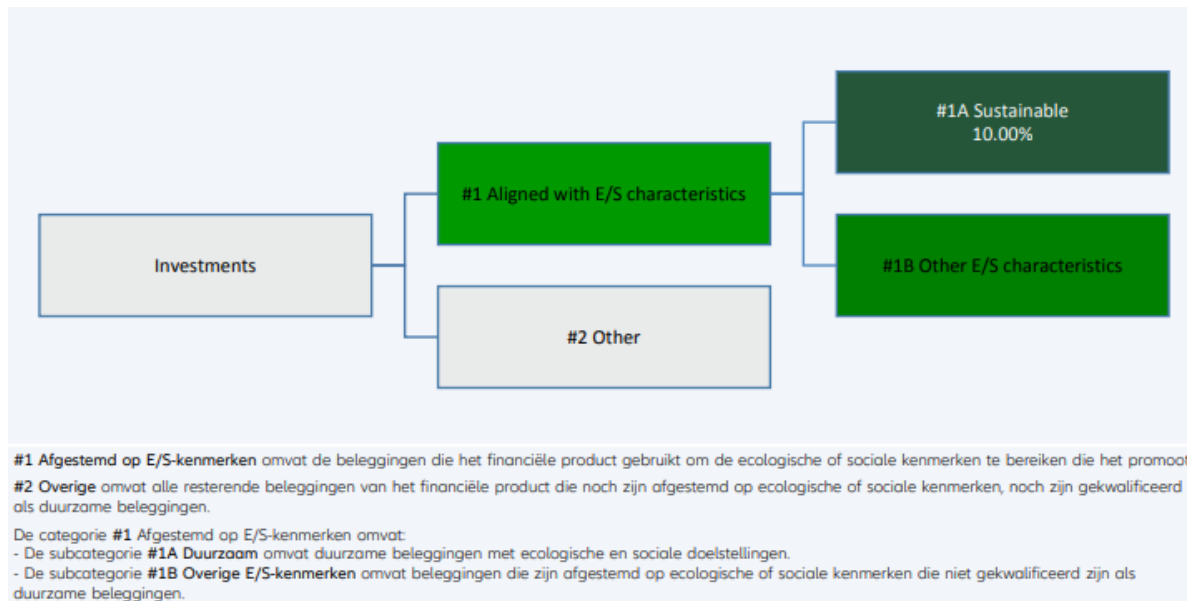 #1A Sustainable
10.00%
#1 Aligned with E/S characteristics
Investments
#1B Other E/S characteristics
#2 Other
#1 Afgestemd op E/S-kenmerken omvat de beleggingen die het financiële product gebruikt om de ecologische of sociale kenmerken te bereiken die het promoot
#2 Overige omvat alle resterende beleggingen van het financiële product die noch zijn afgestemd op ecologische of sociale kenmerken, noch zijn gekwalificeerd
als duurzame beleggingen.
De categorie #1 Afgestemd op E/S-kenmerken omvat:
- De subcategorie #1A Duurzaam omvat duurzame beleggingen met ecologische en sociale doelstellingen.
- De subcategorie #1B Overige E/S-kenmerken omvat beleggingen die zijn afgestemd op ecologische of sociale kenmerken die niet gekwalificeerd zijn als
duurzame beleggingen.